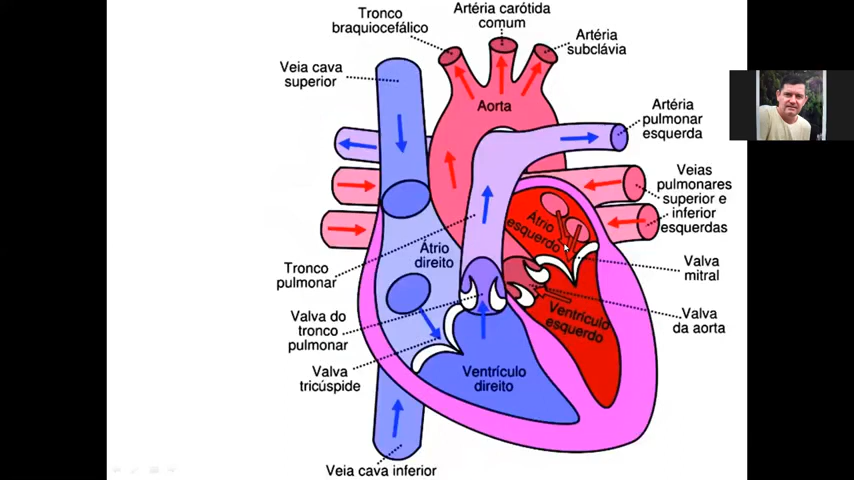 Tronco
braquiocefálico
Artéria carótida
comum
Artéria
subclávia
Veia cava
superior
Aorta
Artéria
pulmonar
esquerda
Veias
pulmonares
superior e
inferior
esquerdas
Átrio
esquerdo
Átrio
direito
Tronco
pulmonar
Valva
mitral
Valva do
tronco
pulmonar
Valva
da aorta
Ventrículo
esquerdo
Valva
tricúspide
Ventrículo
direito
Veia cava inferior